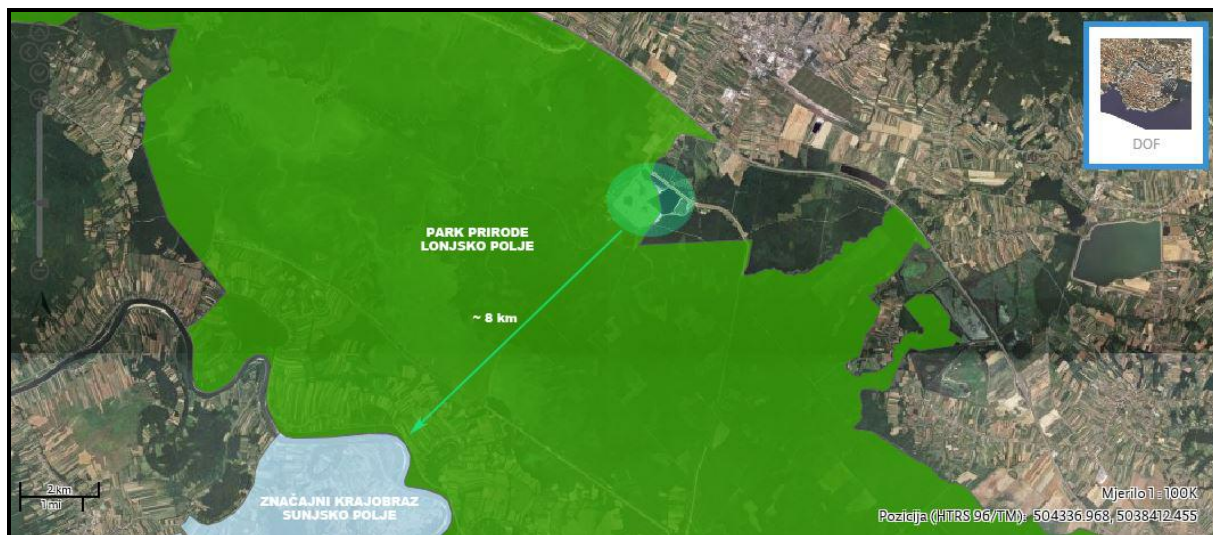 DOF
PARK PRIRODE
LONJSKO POLJE
~ 8 km
2 km
1 mi
ZNAČAJNI KRAJOBRAZ
SUNJSKO POLJE
Mjerilo 1 : 100K
Pozicija (HTRS 96/TM): 504336.968, 5038412.455